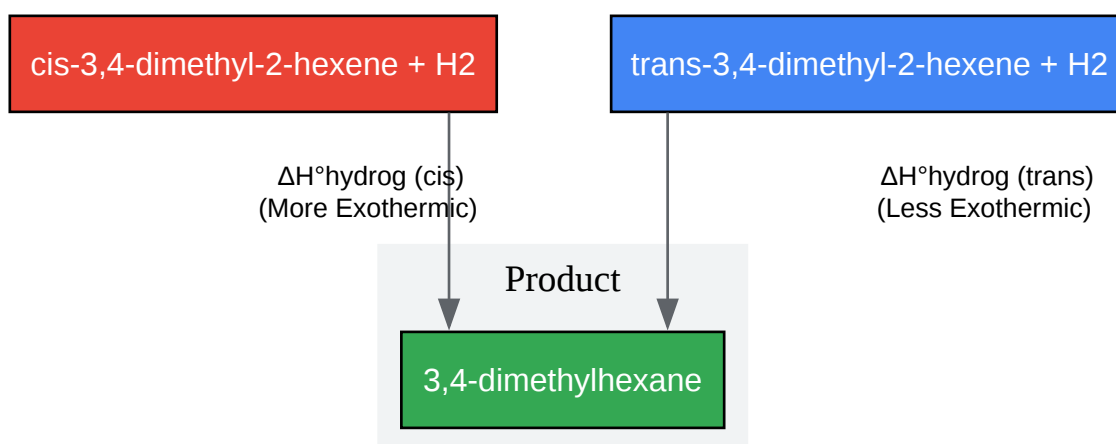 cis-3,4-dimethyl-2-hexene + H2
trans-3,4-dimethyl-2-hexene + H2
ΔH°hydrog (cis)
(More Exothermic)
ΔH°hydrog (trans)
(Less Exothermic)
Product
3,4-dimethylhexane